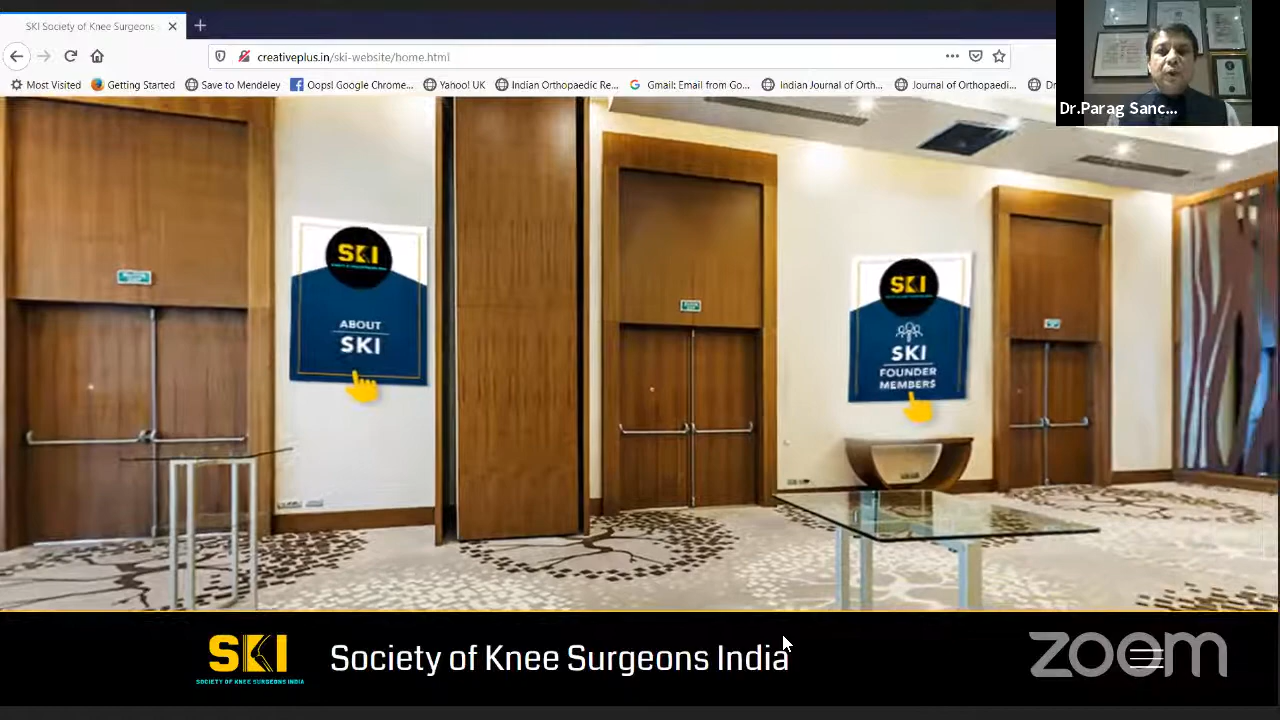 SKI Society of Knee Surgeons
creativeplus.in/ski-website/home.html
Most Visited
Getting Started
Save to Mendeley
Oops! Google Chrome...
Yahoo! UK
Indian Orthopaedic Re...
Gmail: Email from Go...
Indian Journal of Orth...
Journal of Orthopaedi...
Dr.Parag Sanc...
SKI
ABOUT
SKI
SKI
SKI
FOUNDER
MEMBERS
SKI
SOCIETY OF KNEE SURGEONS INDIA
Society of Knee Surgeons India
zoom